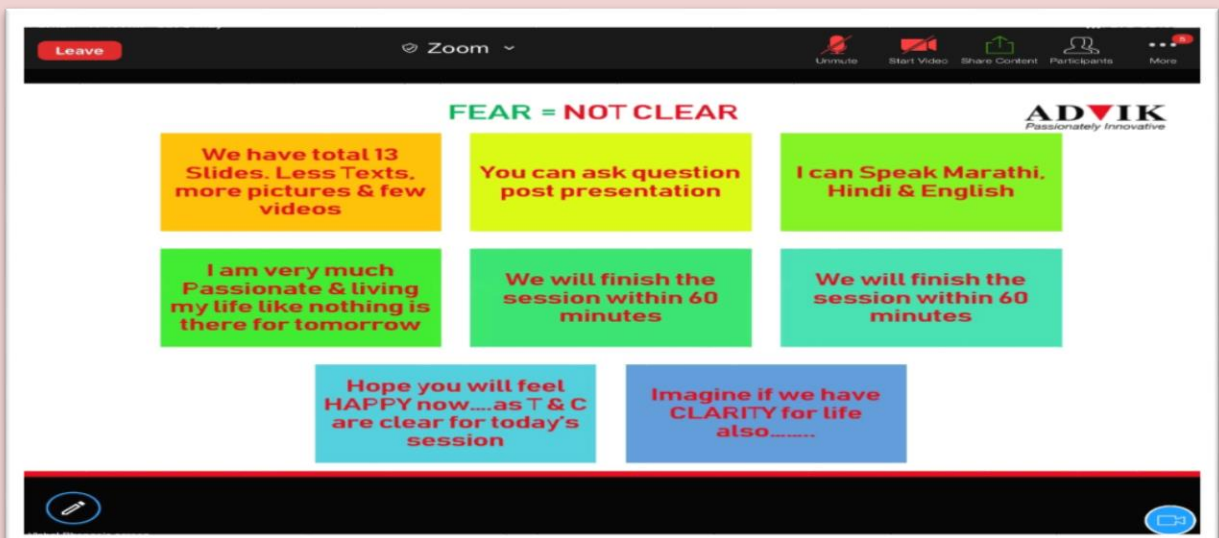 Leave
Zoom
Unmute
Start Video
Share Content
Participants
5
More
FEAR = NOT CLEAR
ADVIK
Passionately Innovative
We have total 13
Slides. Less Texts,
more pictures & few
videos
You can ask question
post presentation
I can Speak Marathi,
Hindi & English
I am very much
Passionate & living
my life like nothing is
there for tomorrow
We will finish the
session within 60
minutes
We will finish the
session within 60
minutes
Hope you will feel
HAPPY now....as T & C
are clear for today's
session
Imagine if we have
CLARITY for life
also........